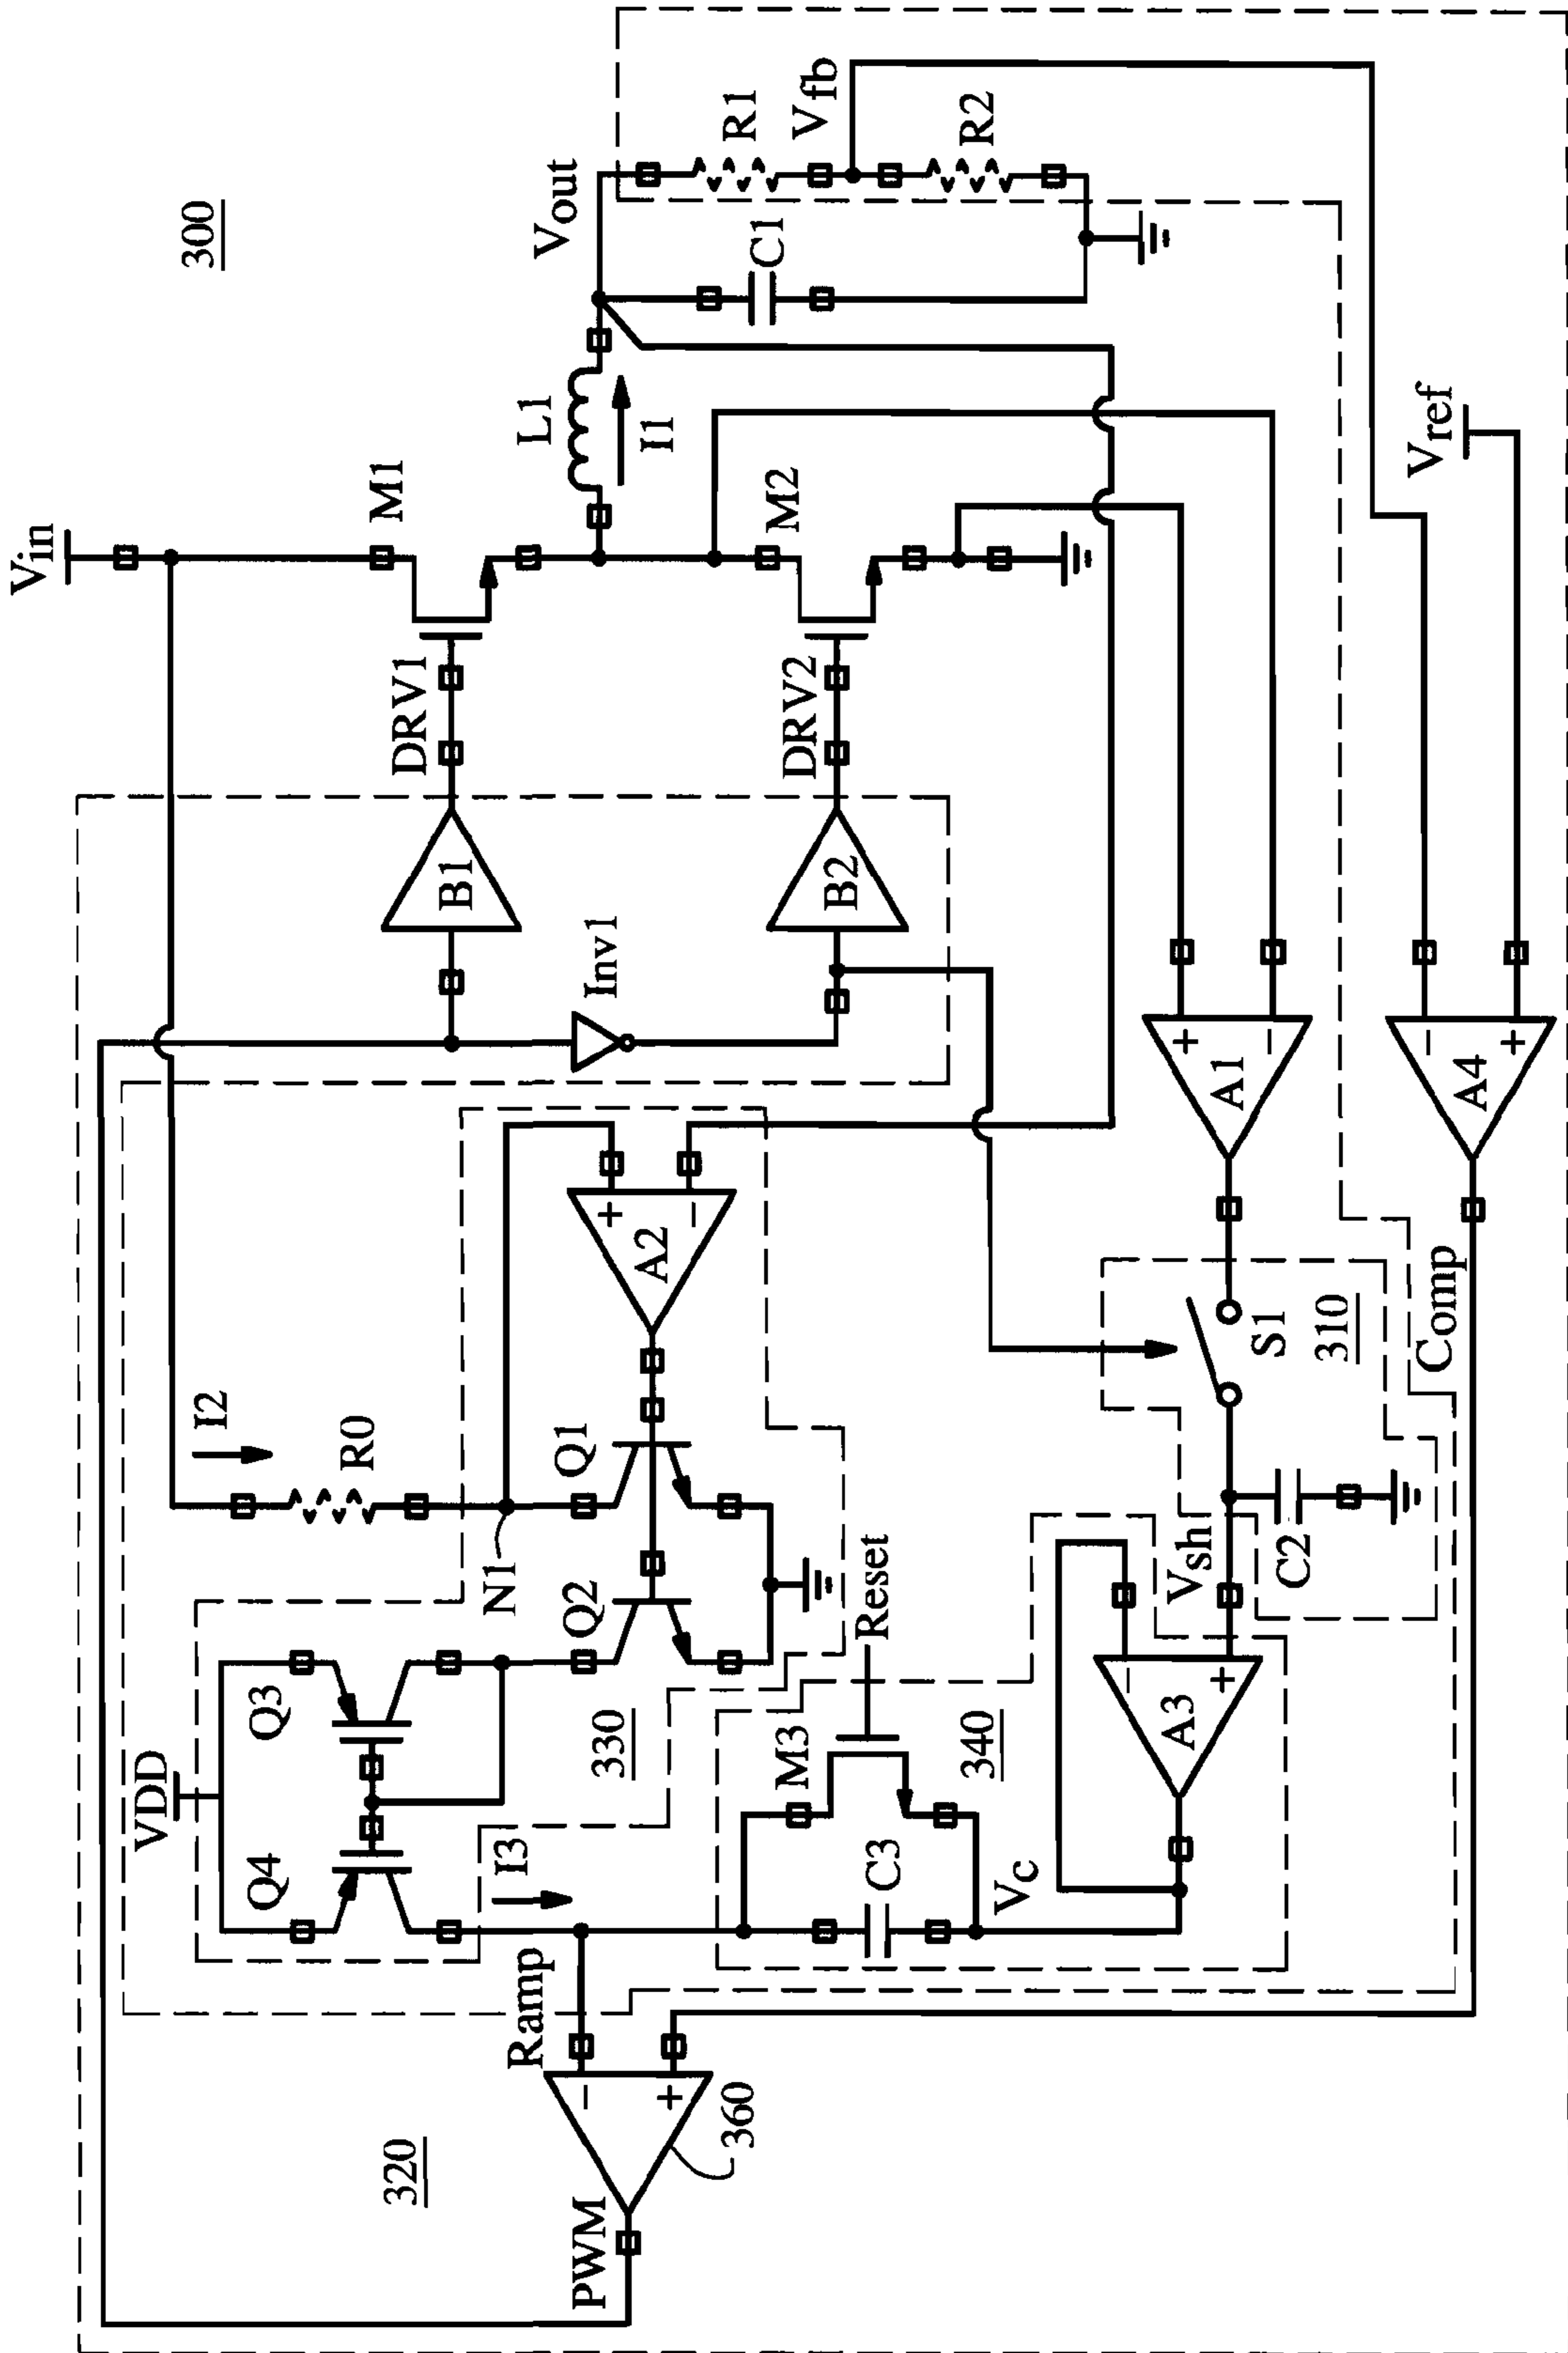 300
Vin
M1
DRV1
B1
L1
I1
Vout
R1
Vfb
R2
C1
M2
DRV2
B2
Inv1
I2
R0
N1
A2
+
−
Q1
Q2
Q3
Q4
VDD
330
I3
Ramp
Reset
M3
340
C3
Vc
A3
−
+
Vsh
C2
S1
310
A1
+
−
Vref
A4
−
+
Comp
320
PWM
−
+
360